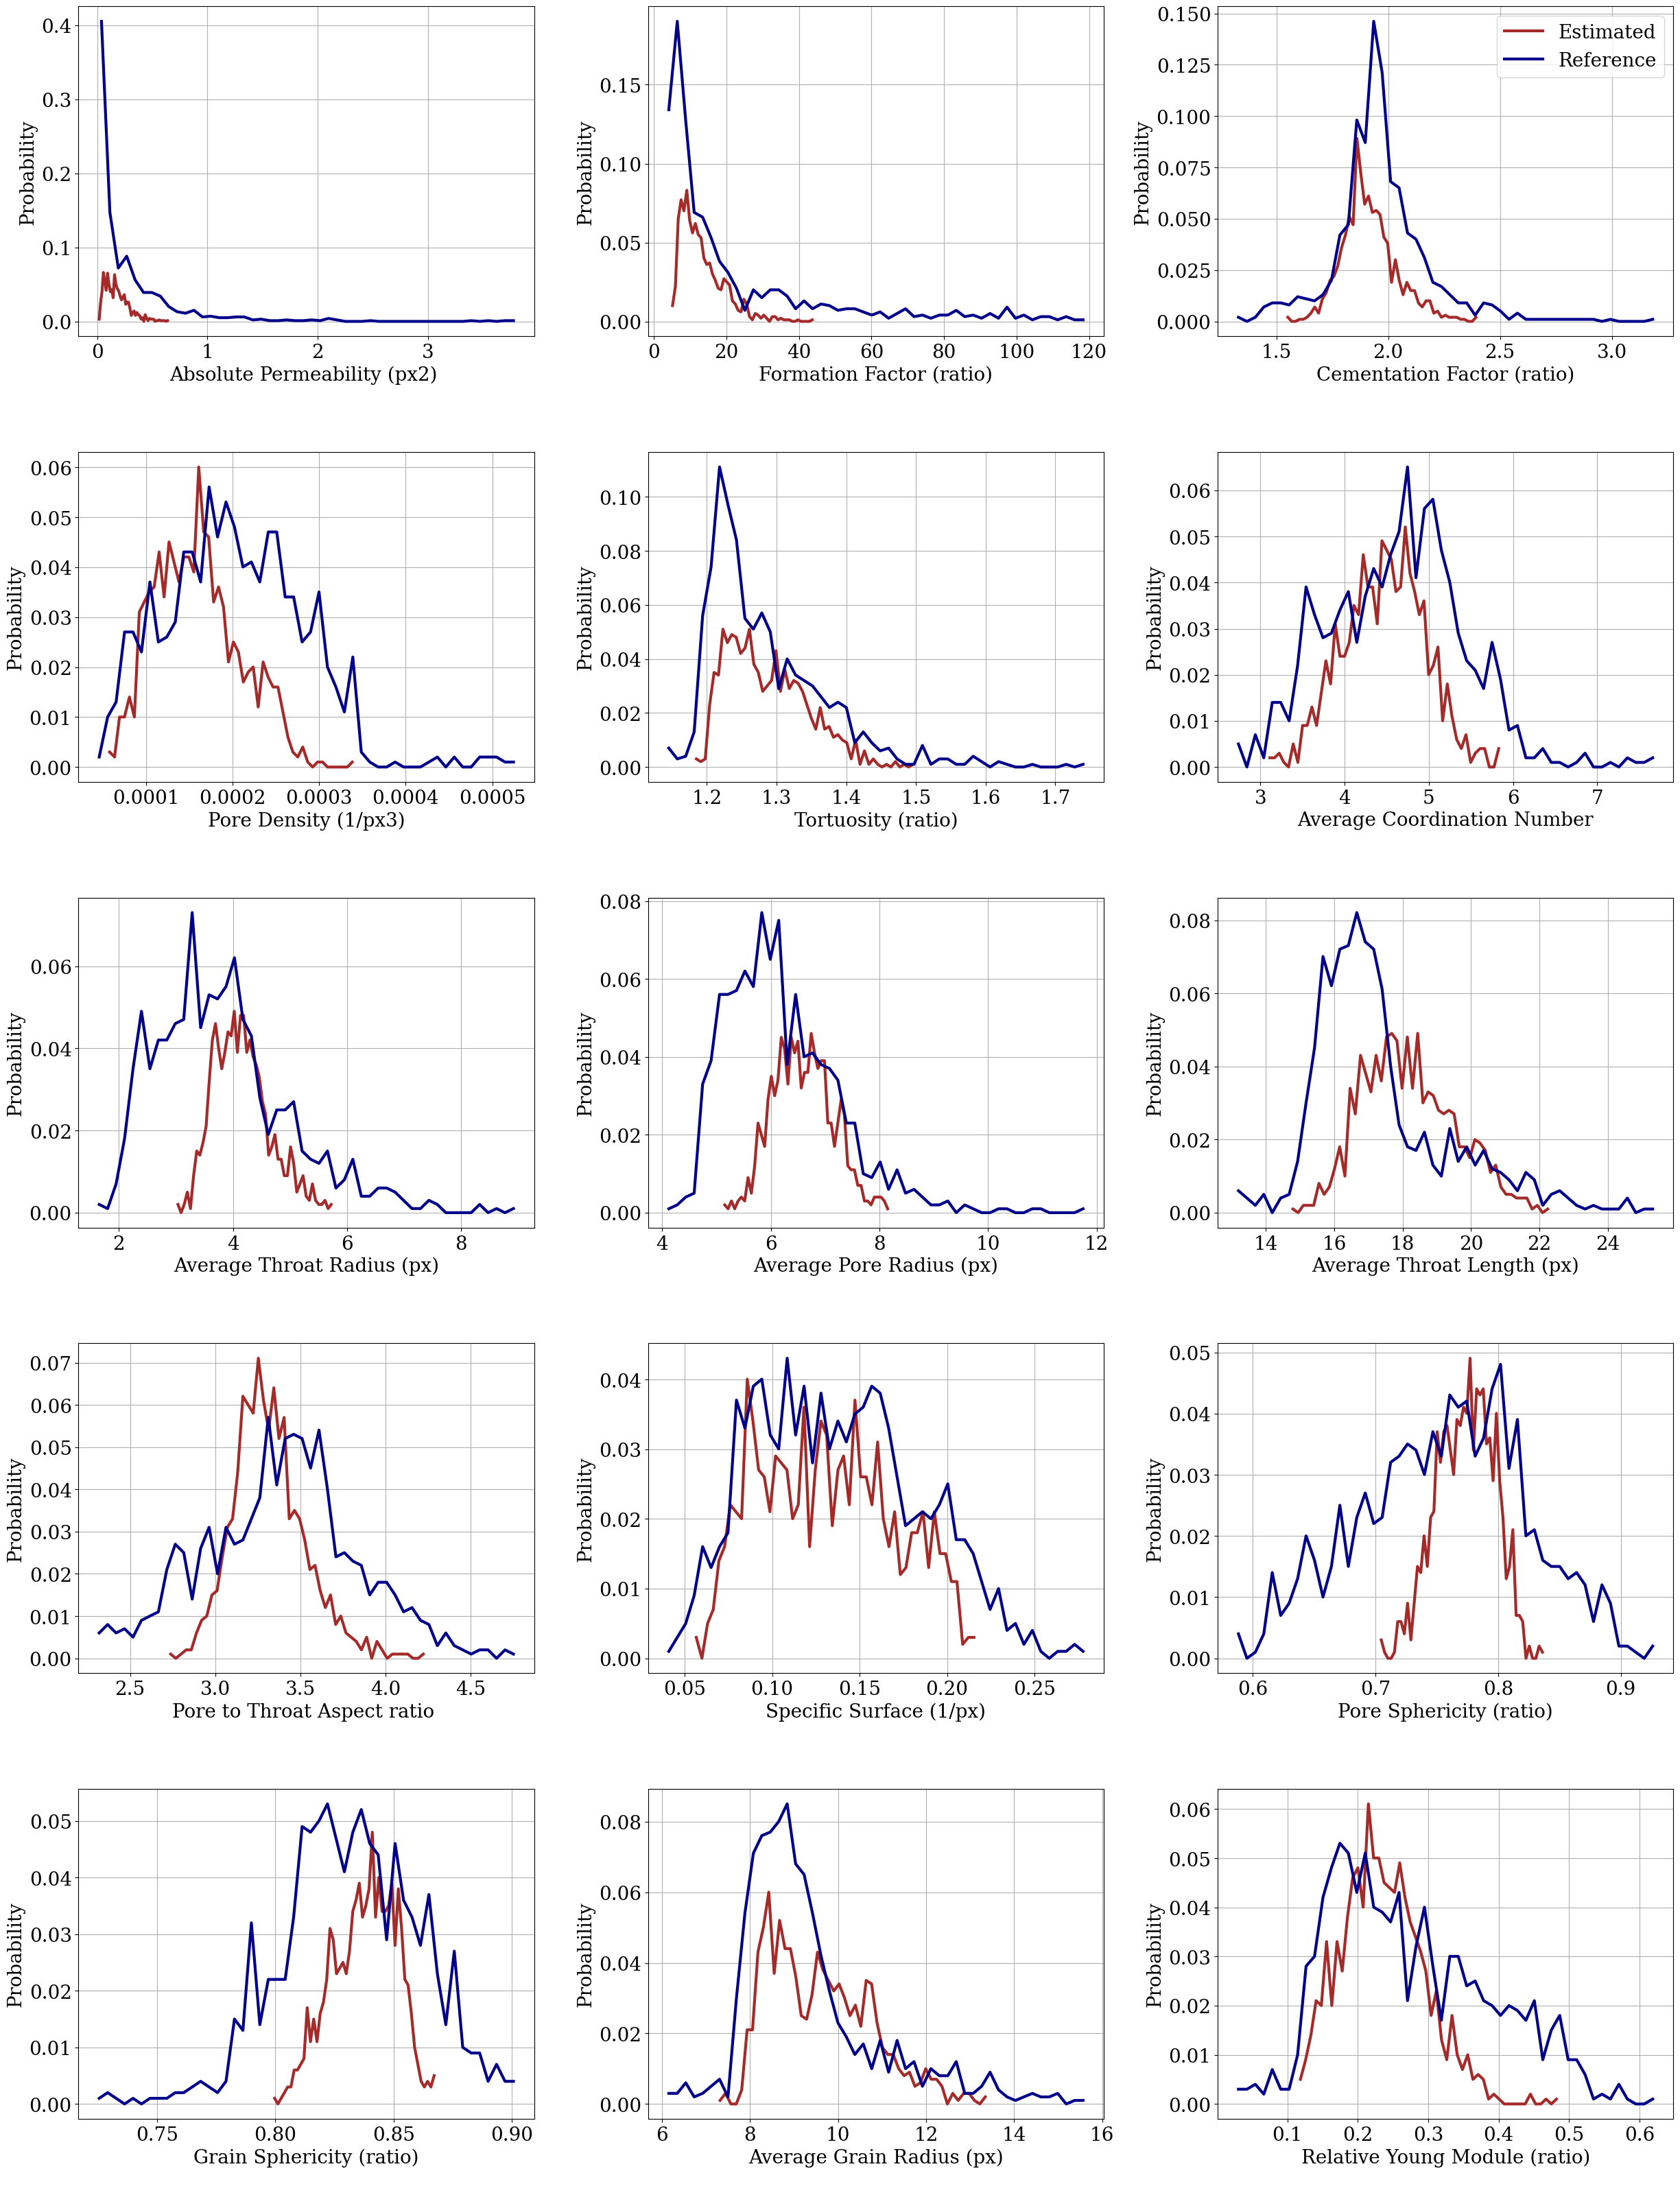 0.4
0.3
0.2
0.1
0.0
Probability
0 1 2 3
Absolute Permeability (px2)
0.15
0.10
0.05
0.00
Probability
0 20 40 60 80 100 120
Formation Factor (ratio)
0.150
0.125
0.100
0.075
0.050
0.025
0.000
Probability
Estimated
Reference
1.5 2.0 2.5 3.0
Cementation Factor (ratio)
0.06
0.05
0.04
0.03
0.02
0.01
0.00
Probability
0.0001 0.0002 0.0003 0.0004 0.0005
Pore Density (1/px3)
0.10
0.08
0.06
0.04
0.02
0.00
Probability
1.2 1.3 1.4 1.5 1.6 1.7
Tortuosity (ratio)
0.06
0.05
0.04
0.03
0.02
0.01
0.00
Probability
3 4 5 6 7
Average Coordination Number
0.06
0.04
0.02
0.00
Probability
2 4 6 8
Average Throat Radius (px)
0.08
0.06
0.04
0.02
0.00
Probability
4 6 8 10 12
Average Pore Radius (px)
0.08
0.06
0.04
0.02
0.00
Probability
14 16 18 20 22 24
Average Throat Length (px)
0.07
0.06
0.05
0.04
0.03
0.02
0.01
0.00
Probability
2.5 3.0 3.5 4.0 4.5
Pore to Throat Aspect ratio
0.04
0.03
0.02
0.01
0.00
Probability
0.05 0.10 0.15 0.20 0.25
Specific Surface (1/px)
0.05
0.04
0.03
0.02
0.01
0.00
Probability
0.6 0.7 0.8 0.9
Pore Sphericity (ratio)
0.05
0.04
0.03
0.02
0.01
0.00
Probability
0.75 0.80 0.85 0.90
Grain Sphericity (ratio)
0.08
0.06
0.04
0.02
0.00
Probability
6 8 10 12 14 16
Average Grain Radius (px)
0.06
0.05
0.04
0.03
0.02
0.01
0.00
Probability
0.1 0.2 0.3 0.4 0.5 0.6
Relative Young Module (ratio)